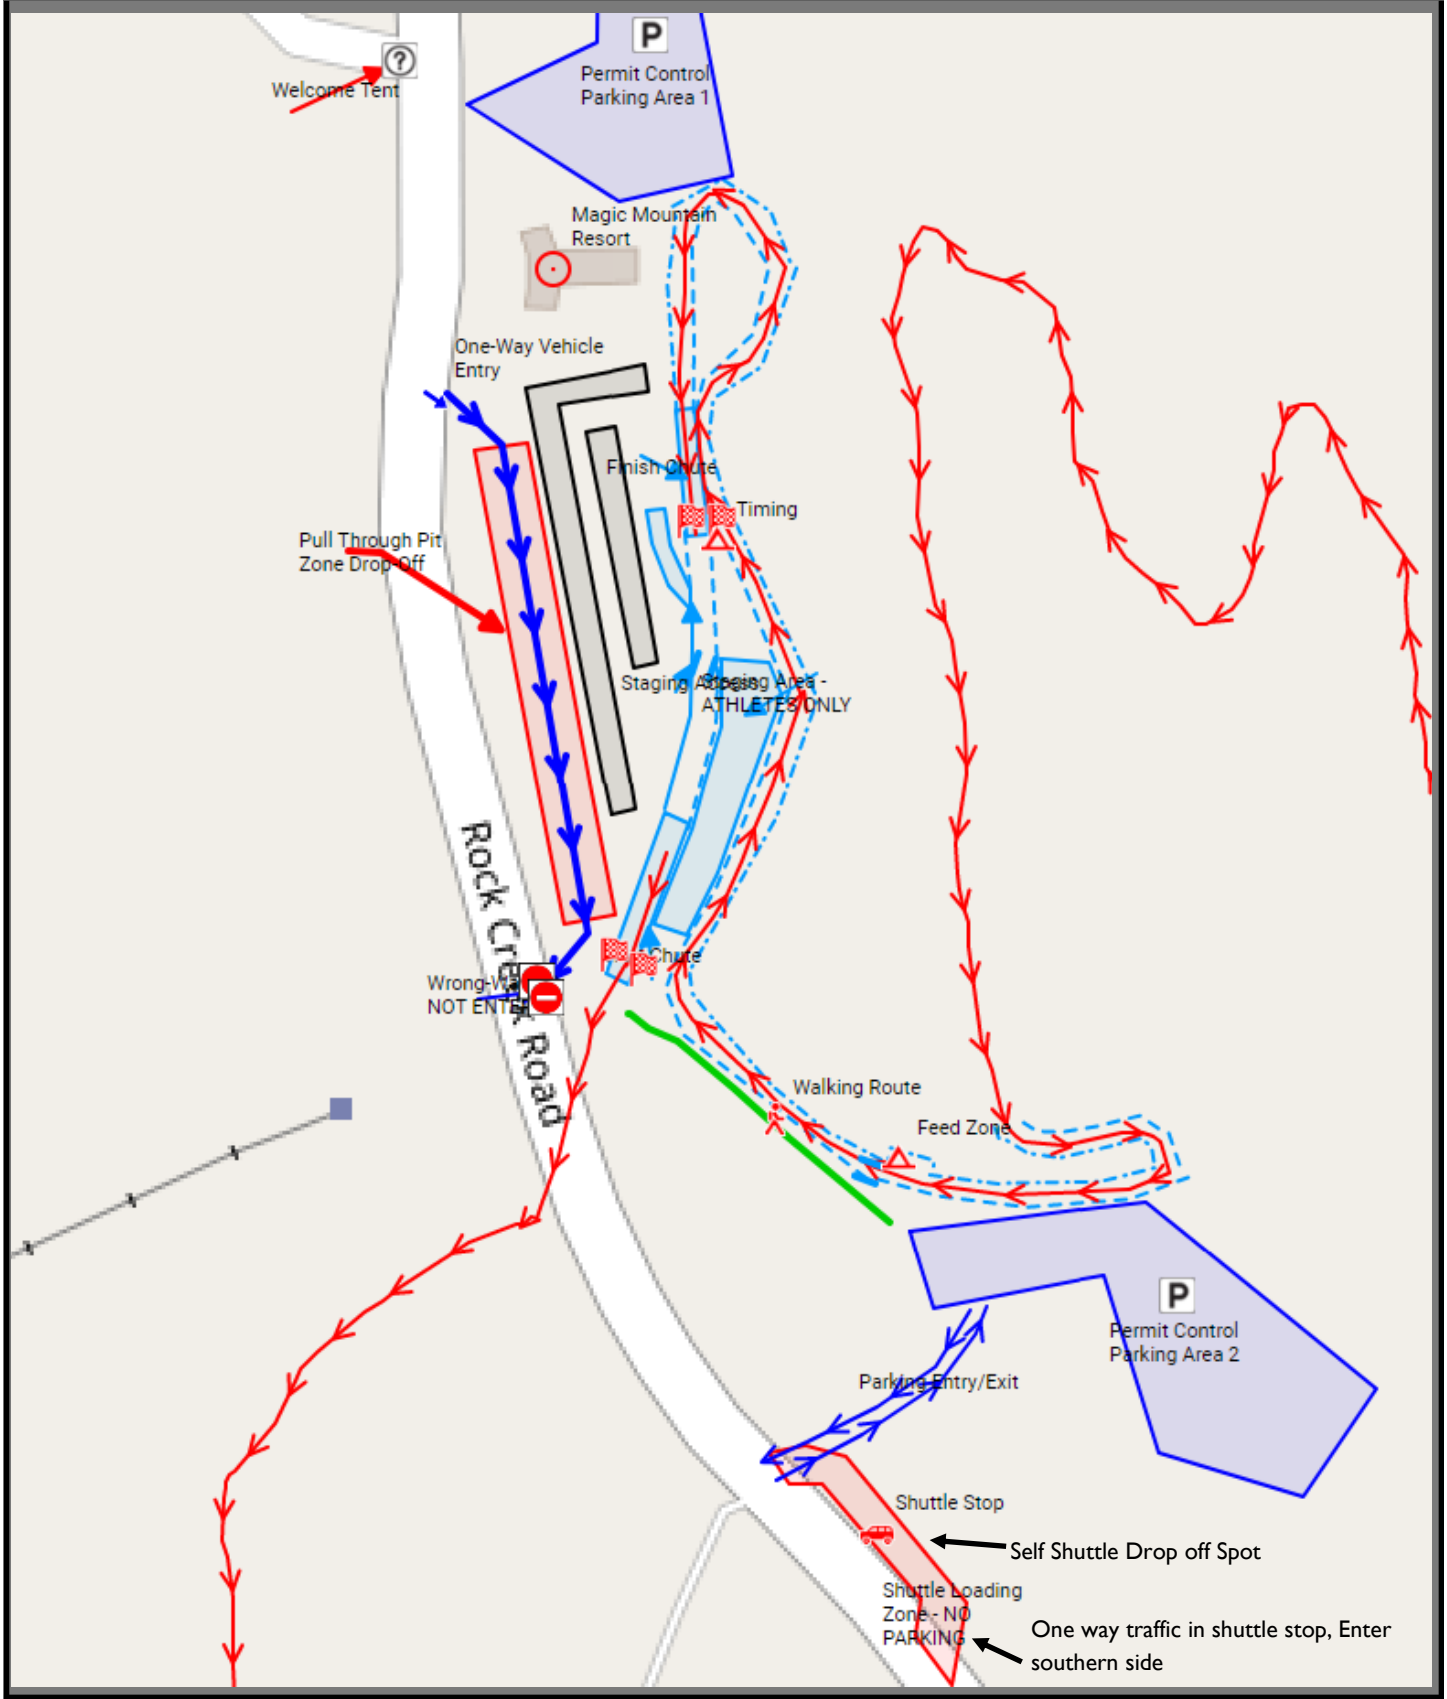 P
Permit Control
Parking Area 1
?
Welcome Tent
Magic Mountain
Resort
One-Way Vehicle
Entry
Finish Chute
Timing
Pull Through Pit
Zone Drop-Off
Staging
Staging Area -
ATHLETES ONLY
Rock Creek Road
Chute
NOT ENTER
Walking Route
Feed Zone
P
Permit Control
Parking Area 2
Parking Entry/Exit
Shuttle Stop
Self Shuttle Drop off Spot
Shuttle Loading
Zone - NO
PARKING
One way traffic in shuttle stop, Enter
southern side